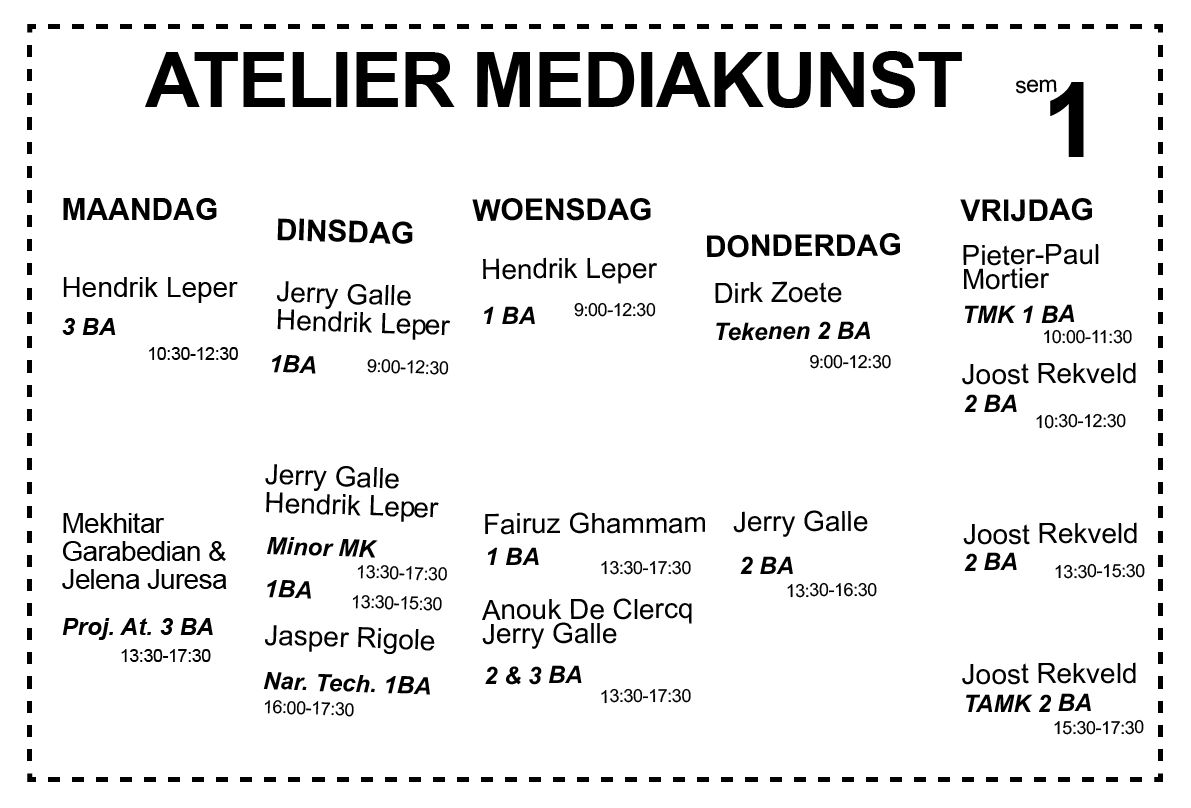 ATELIER MEDIAKUNST
sem
1
MAANDAG
Hendrik Leper
3 BA
10:30-12:30
Mekhitar
Garabedian &
Jelena Juresa
Proj. At. 3 BA
13:30-17:30
DINSDAG
Jerry Galle
Hendrik Leper
1BA 9:00-12:30
Jerry Galle
Hendrik Leper
Minor MK
13:30-17:30
1BA 13:30-15:30
Jasper Rigole
Nar. Tech. 1BA
16:00-17:30
WOENSDAG
Hendrik Leper
1 BA 9:00-12:30
Fairuz Ghammam
1 BA 13:30-17:30
Anouk De Clercq
Jerry Galle
2 & 3 BA
13:30-17:30
DONDERDAG
Dirk Zoete
Tekenen 2 BA
9:00-12:30
Jerry Galle
2 BA
13:30-16:30
VRIJDAG
Pieter-Paul
Mortier
TMK 1 BA
10:00-11:30
Joost Rekveld
2 BA
10:30-12:30
Joost Rekveld
2 BA 13:30-15:30
Joost Rekveld
TAMK 2 BA
15:30-17:30